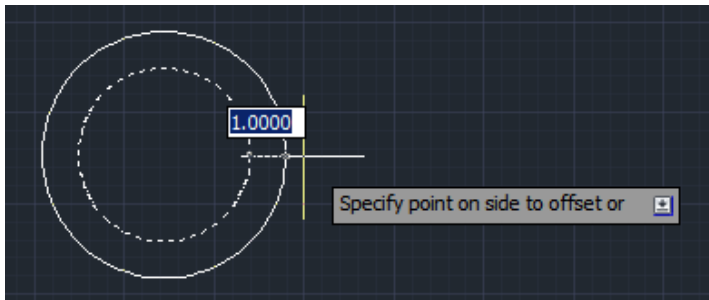 1.0000
Specify point on side to offset or